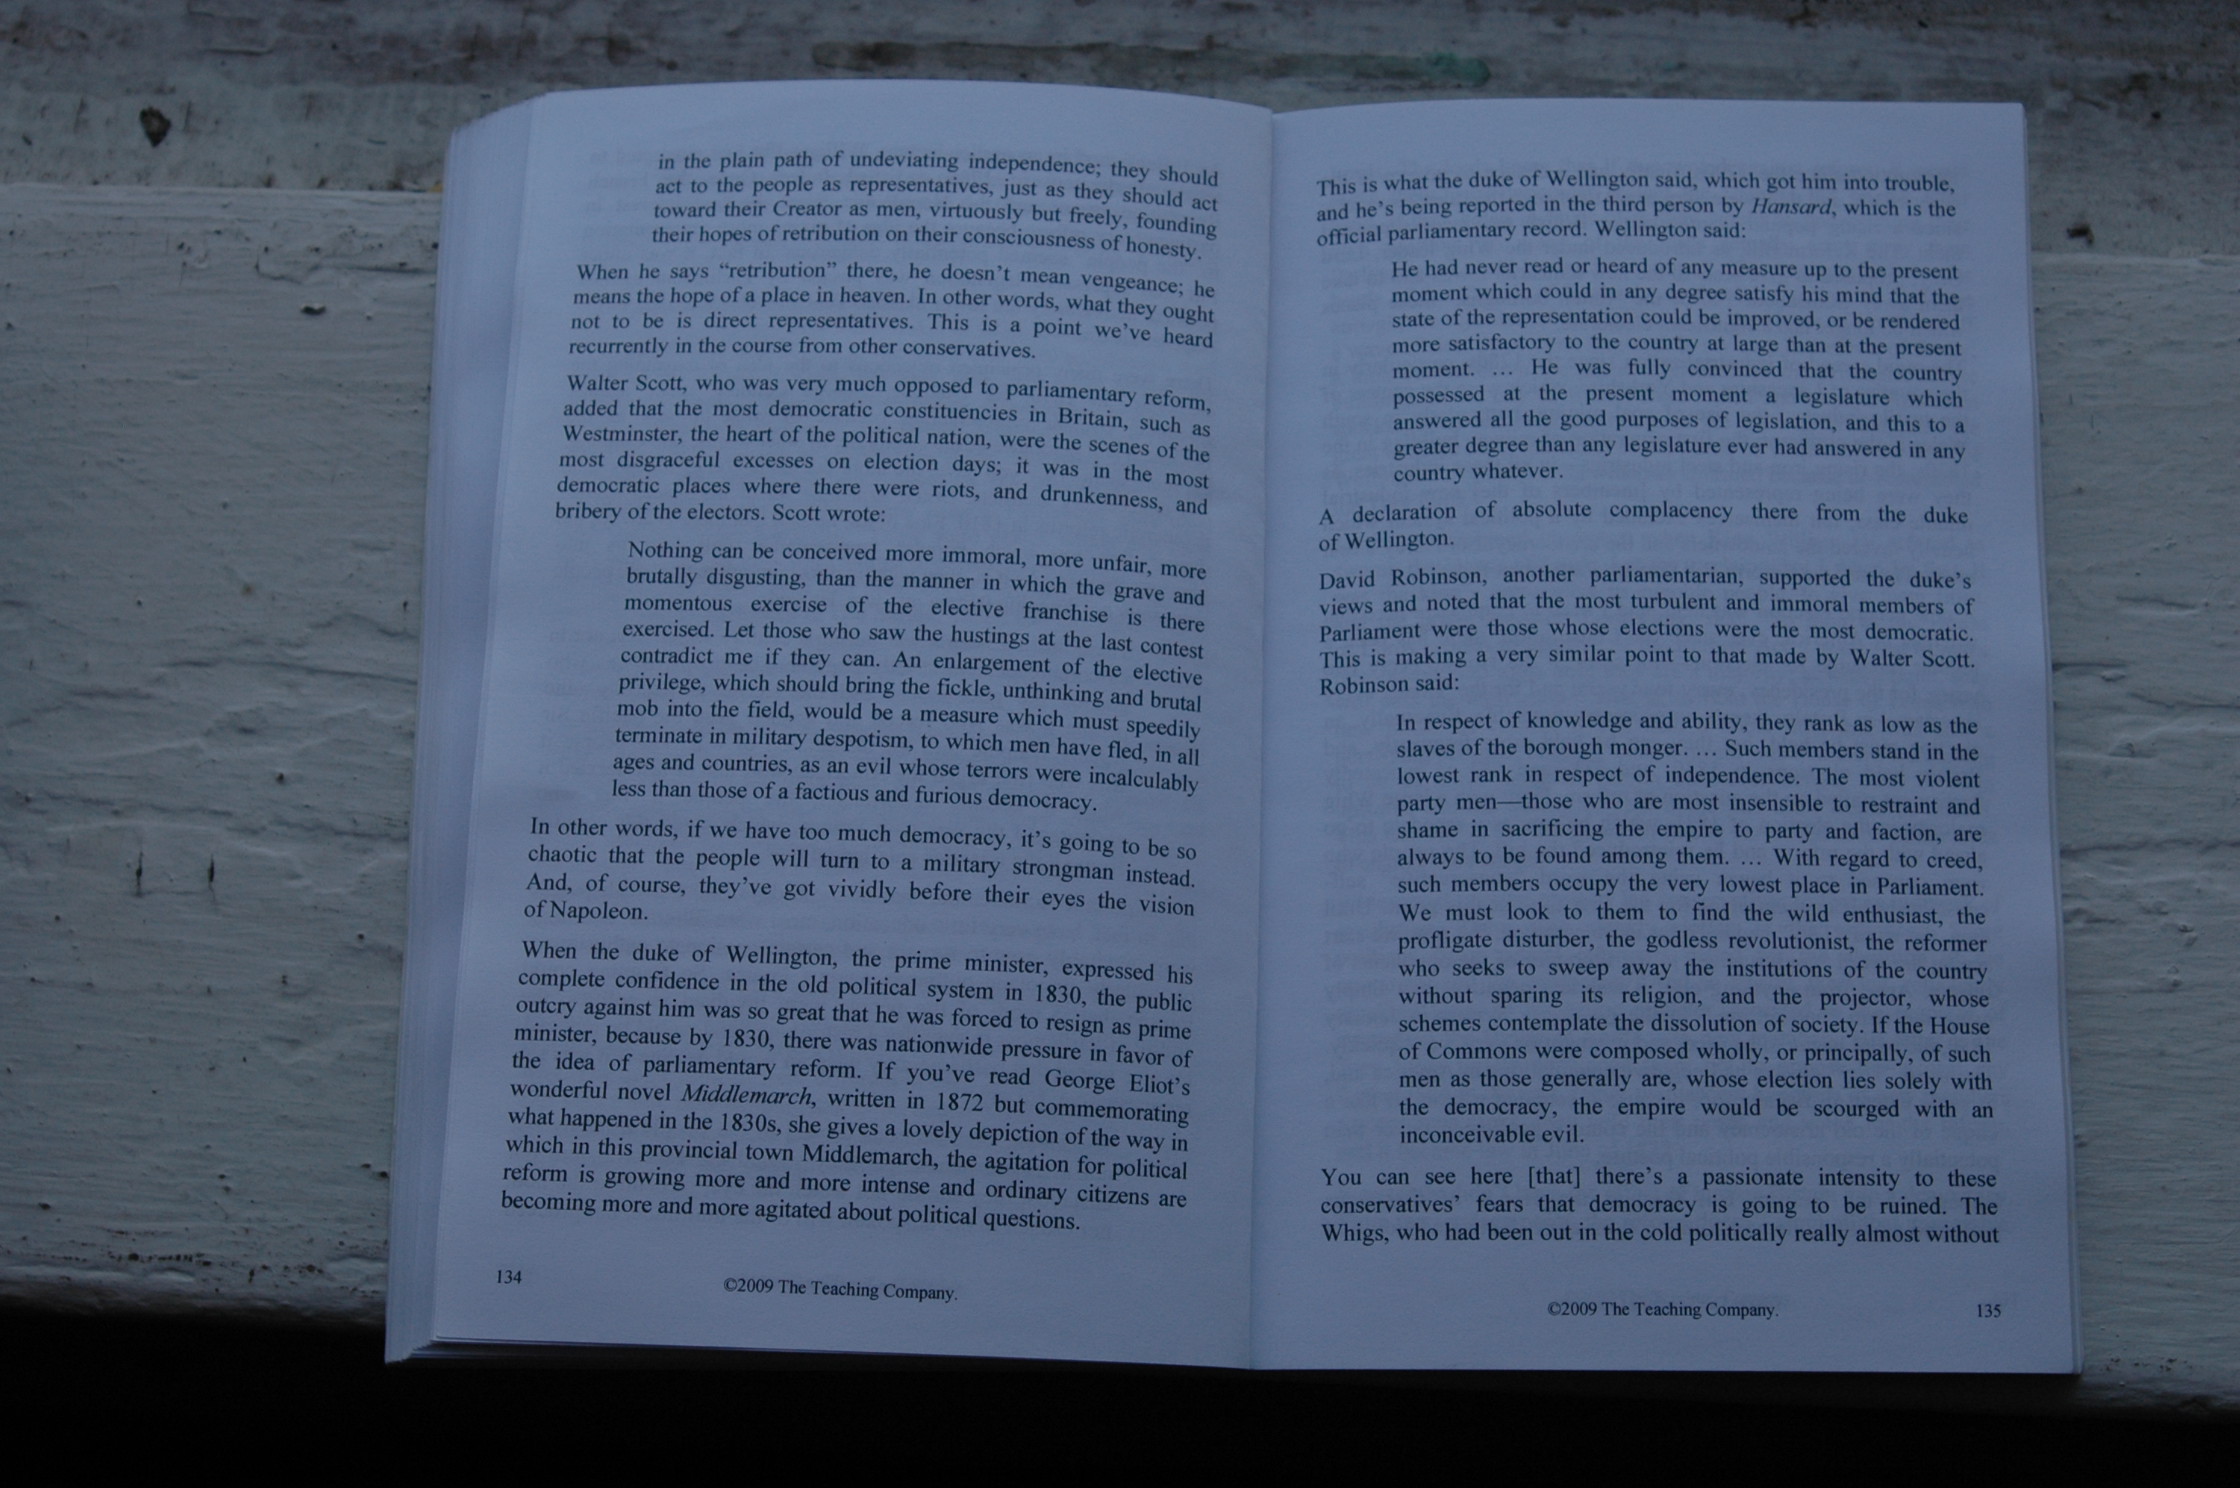 in the plain path of undeviating independence; they should
act to the people as representatives, just as they should act
toward their Creator as men, virtuously but freely, founding
their hopes of retribution on their consciousness of honesty.
When he says “retribution” there, he doesn’t mean vengeance; he
means the hope of a place in heaven. In other words, what they ought
not to be is direct representatives. This is a point we’ve heard
recurrently in the course from other conservatives.
Walter Scott, who was very much opposed to parliamentary reform,
added that the most democratic constituencies in Britain, such as
Westminster, the heart of the political nation, were the scenes of the
most disgraceful excesses on election days; it was in the most
democratic places where there were riots, and drunkenness, and
bribery of the electors. Scott wrote:
Nothing can be conceived more immoral, more unfair, more
brutally disgusting, than the manner in which the grave and
momentous exercise of the elective franchise is there
exercised. Let those who saw the hustings at the last contest
contradict me if they can. An enlargement of the elective
privilege, which should bring the fickle, unthinking and brutal
mob into the field, would be a measure which must speedily
terminate in military despotism, to which men have fled, in all
ages and countries, as an evil whose terrors were incalculably
less than those of a factious and furious democracy.
In other words, if we have too much democracy, it’s going to be so
chaotic that the people will turn to a military strongman instead.
And, of course, they’ve got vividly before their eyes the vision
of Napoleon.
When the duke of Wellington, the prime minister, expressed his
complete confidence in the old political system in 1830, the public
outcry against him was so great that he was forced to resign as prime
minister, because by 1830, there was nationwide pressure in favor of
the idea of parliamentary reform. If you’ve read George Eliot’s
wonderful novel Middlemarch, written in 1872 but commemorating
what happened in the 1830s, she gives a lovely depiction of the way in
which in this provincial town Middlemarch, the agitation for political
reform is growing more and more intense and ordinary citizens are
becoming more and more agitated about political questions.
134
©2009 The Teaching Company.
This is what the duke of Wellington said, which got him into trouble,
and he’s being reported in the third person by Hansard, which is the
official parliamentary record. Wellington said:
He had never read or heard of any measure up to the present
moment which could in any degree satisfy his mind that the
state of the representation could be improved, or be rendered
more satisfactory to the country at large than at the present
moment. … He was fully convinced that the country
possessed at the present moment a legislature which
answered all the good purposes of legislation, and this to a
greater degree than any legislature ever had answered in any
country whatever.
A declaration of absolute complacency there from the duke
of Wellington.
David Robinson, another parliamentarian, supported the duke’s
views and noted that the most turbulent and immoral members of
Parliament were those whose elections were the most democratic.
This is making a very similar point to that made by Walter Scott.
Robinson said:
In respect of knowledge and ability, they rank as low as the
slaves of the borough monger. … Such members stand in the
lowest rank in respect of independence. The most violent
party men—those who are most insensible to restraint and
shame in sacrificing the empire to party and faction, are
always to be found among them. … With regard to creed,
such members occupy the very lowest place in Parliament.
We must look to them to find the wild enthusiast, the
profligate disturber, the godless revolutionist, the reformer
who seeks to sweep away the institutions of the country
without sparing its religion, and the projector, whose
schemes contemplate the dissolution of society. If the House
of Commons were composed wholly, or principally, of such
men as those generally are, whose election lies solely with
the democracy, the empire would be scourged with an
inconceivable evil.
You can see here [that] there’s a passionate intensity to these
conservatives’ fears that democracy is going to be ruined. The
Whigs, who had been out in the cold politically really almost without
©2009 The Teaching Company.
135